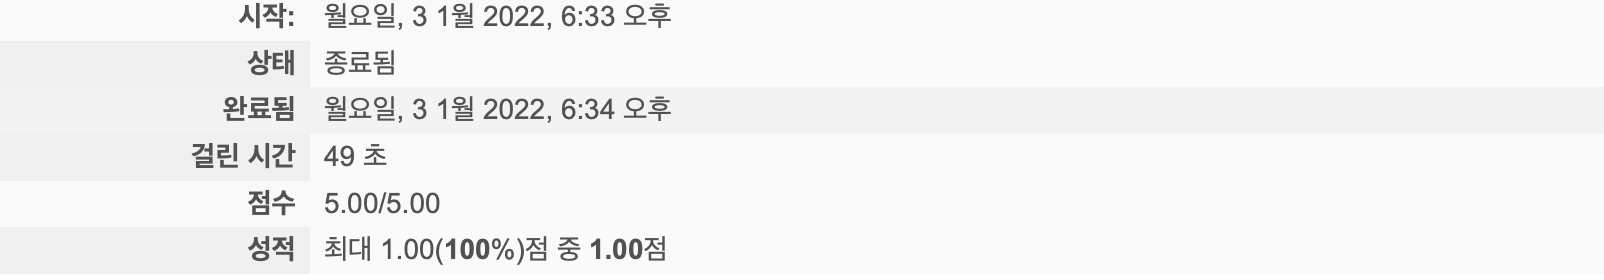 시작: 월요일, 3 1월 2022, 6:33 오후
상태 종료됨
완료됨 월요일, 3 1월 2022, 6:34 오후
걸린 시간 49 초
점수 5.00/5.00
성적 최대 1.00(100%)점 중 1.00점